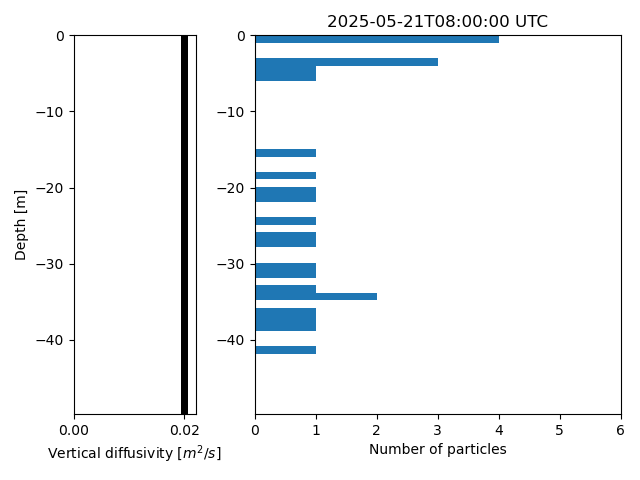 2025-05-21T08:00:00 UTC
0
−10
−20
−30
−40
Depth [m]
0.00 0.02
Vertical diffusivity [m²/s]
0
−10
−20
−30
−40
0 1 2 3 4 5 6
Number of particles